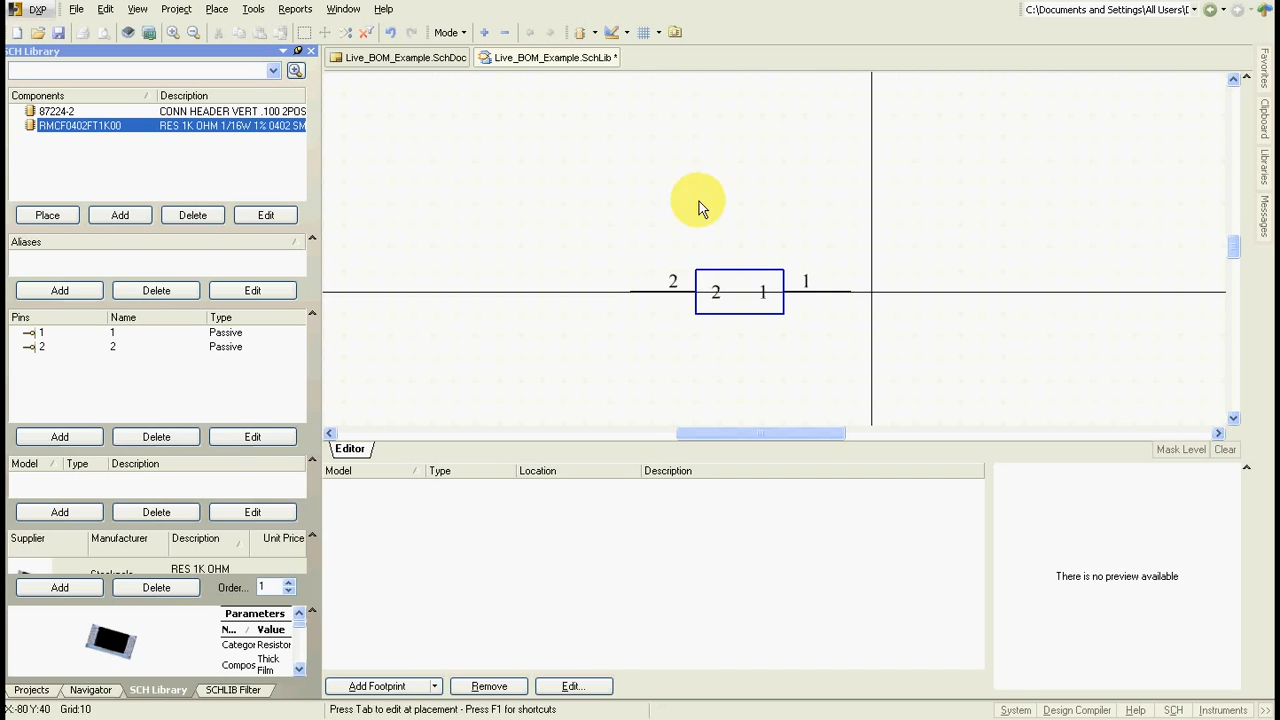 DXP File Edit View Project Place Tools Reports Window Help C:\Documents and Settings\All Users\D
Mode
SCH Library
Live_BOM_Example.SchDoc Live_BOM_Example.SchLib *
Components / Description
87224-2 CONN HEADER VERT .100 2POS
RMCF0402FT1K00 RES 1K OHM 1/16W 1% 0402 SM
Place Add Delete Edit
Aliases /
Add Delete Edit
Pins Name Type
1 1 Passive
2 2 Passive
Add Delete Edit
Model / Type Description
Add Delete Edit
Supplier Manufacturer Description / Unit Price
RES 1K OHM
Add Delete Order... 1
Parameters
N... / Value
Categor Resistor
Compos Thick
Film
Projects Navigator SCH Library SCHLIB Filter
X:-80 Y:40 Grid:10
2 2 1 1
Editor Mask Level Clear
Model / Type Location Description
There is no preview available
Add Footprint Remove Edit...
Press Tab to edit at placement - Press F1 for shortcuts
System Design Compiler Help SCH Instruments >>
Favorites
Clipboard
Libraries
Messages